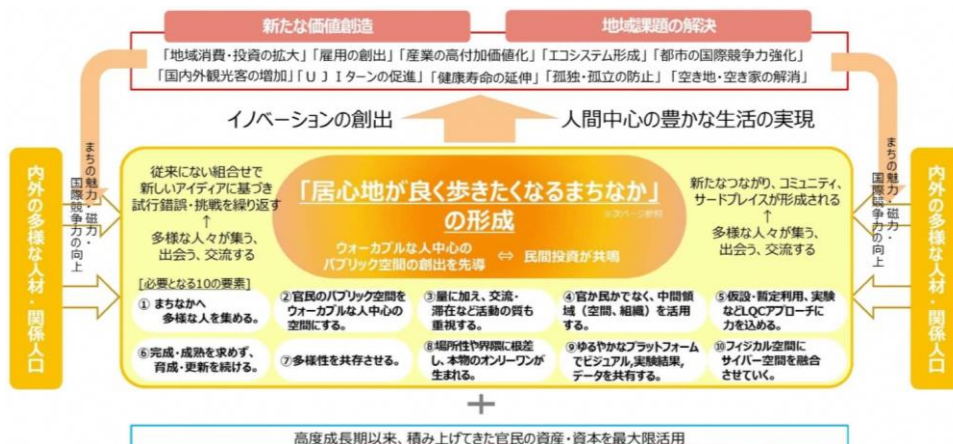 新たな価値創造
地域課題の解決
「地域消費・投資の拡大」「雇用の創出」「産業の高付加価値化」「エコシステム形成」「都市の国際競争力強化」
「国内外観光客の増加」「ＵＪＩターンの促進」「健康寿命の延伸」「孤独・孤立の防止」「空き地・空き家の解消」
イノベーションの創出
人間中心の豊かな生活の実現
まちの魅力・磁力・
国際競争力の向上
内外の多様な人材・関係人口
従来にない組合せで
新しいアイディアに基づき
試行錯誤・挑戦を繰り返す
↑
多様な人々が集う、
出会う、交流する
「居心地が良く歩きたくなるまちなか」
の形成
※次ページ参照
ウォーカブルな人中心の
パブリック空間の創出を先導
⇔ 民間投資が共鳴
新たなつながり、コミュニティ、
サードプレイスが形成される
↑
多様な人々が集う、
出会う、交流する
まちの魅力・磁力・
国際競争力の向上
内外の多様な人材・関係人口
[必要となる10の要素]
① まちなかへ
多様な人を集める。
②官民のパブリック空間を
ウォーカブルな人中心の
空間にする。
③量に加え、交流・
滞在など活動の質も
重視する。
④官か民かでなく、中間領
域（空間、組織）を活用
する。
⑤仮設・暫定利用、実験
などLQCアプローチに
力を込める。
⑥完成・成熟を求めず、
育成・更新を続ける。
⑦多様性を共存させる。
⑧場所性や界隈に根差
し、本物のオンリーワンが
生まれる。
⑨ゆるやかなプラットフォーム
でビジュアル,実験結果,
データを共有する。
⑩フィジカル空間に
サイバー空間を融合
させていく。
+
高度成長期以来、積み上げてきた官民の資産・資本を最大限活用